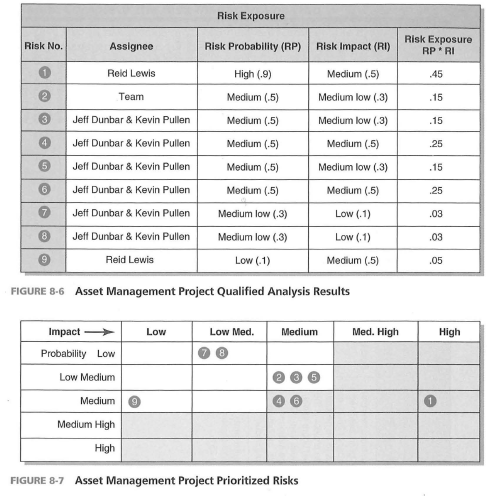 Risk Exposure
Risk No. Assignee Risk Probability (RP) Risk Impact (RI) Risk Exposure RP * RI
1 Reid Lewis High (.9) Medium (.5) .45
2 Team Medium (.5) Medium low (.3) .15
3 Jeff Dunbar & Kevin Pullen Medium (.5) Medium low (.3) .15
4 Jeff Dunbar & Kevin Pullen Medium (.5) Medium (.5) .25
5 Jeff Dunbar & Kevin Pullen Medium (.5) Medium low (.3) .15
6 Jeff Dunbar & Kevin Pullen Medium (.5) Medium (.5) .25
7 Jeff Dunbar & Kevin Pullen Medium low (.3) Low (.1) .03
8 Jeff Dunbar & Kevin Pullen Medium low (.3) Low (.1) .03
9 Reid Lewis Low (.1) Medium (.5) .05
FIGURE 8-6 Asset Management Project Qualified Analysis Results
Impact → Low Low Med. Medium Med. High High
Probability Low 7 8
Low Medium 2 3 5
Medium 9 4 6 1
Medium High
High
FIGURE 8-7 Asset Management Project Prioritized Risks